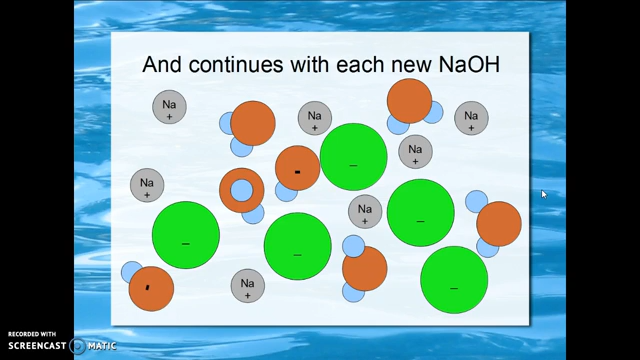 And continues with each new NaOH
Na
+
Na
+
Na
+
Na
+
-
–
Na
+
Na
+
–
–
–
Na
+
–
-
RECORDED WITH
SCREENCAST MATIC